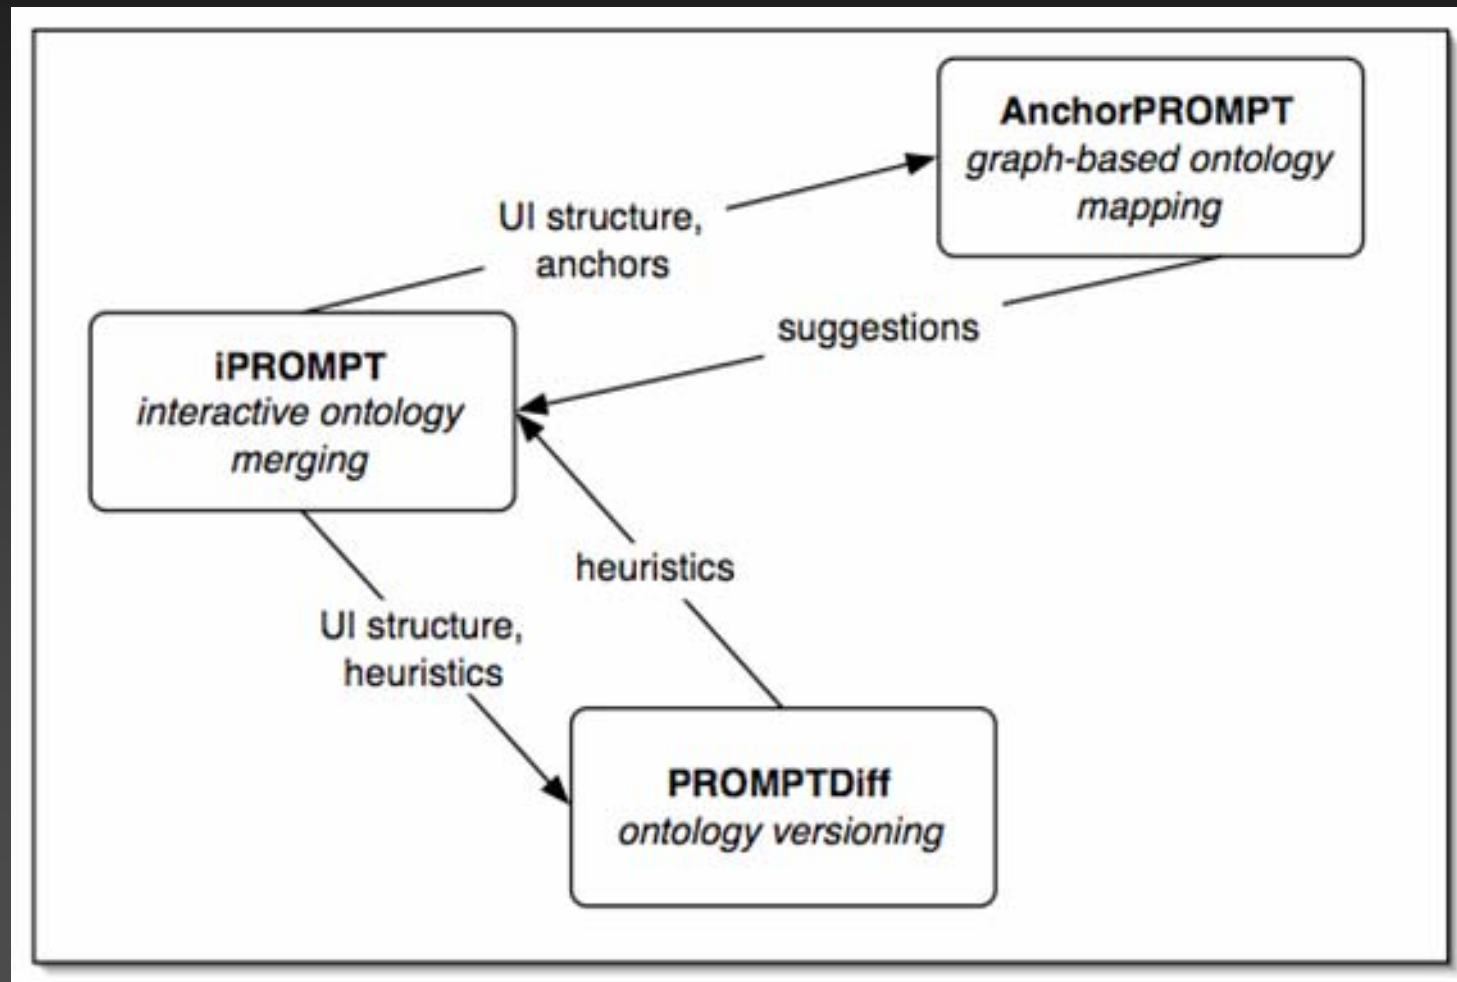 AnchorPROMPT
graph-based ontology
mapping
UI structure,
anchors
suggestions
iPROMPT
interactive ontology
merging
heuristics
UI structure,
heuristics
PROMPTDiff
ontology versioning